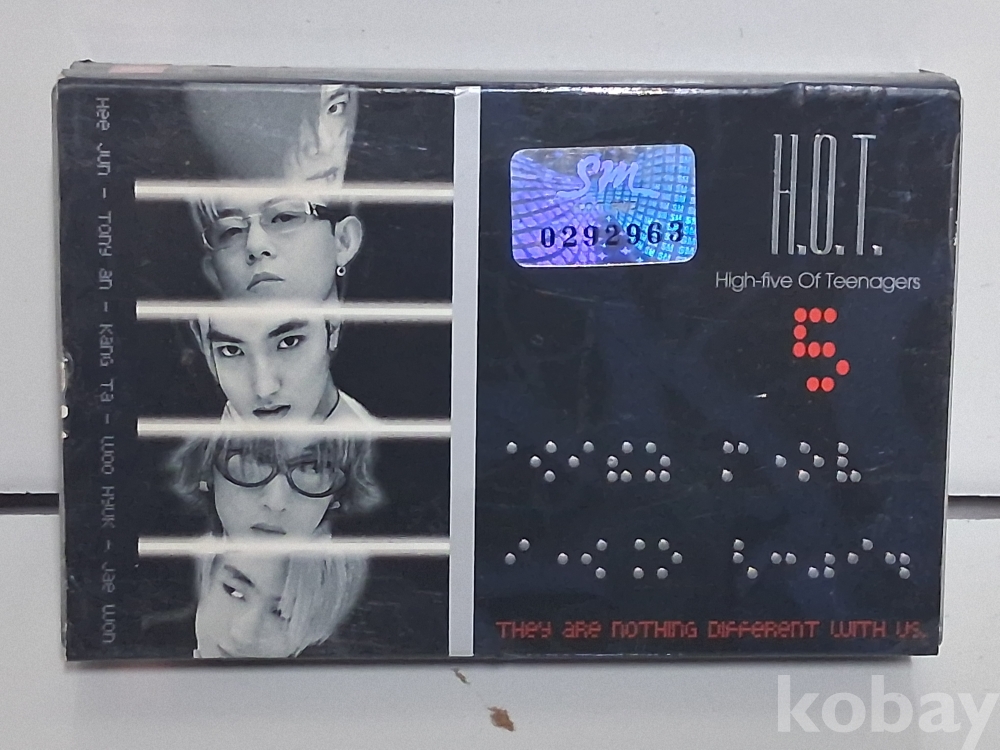 Hee Jun - Tony an - Kang Ta - Woo Hyuk - Jae Won
SM
0292963
H.O.T.
High-five Of Teenagers
5
They are nothing different with us.
kobay